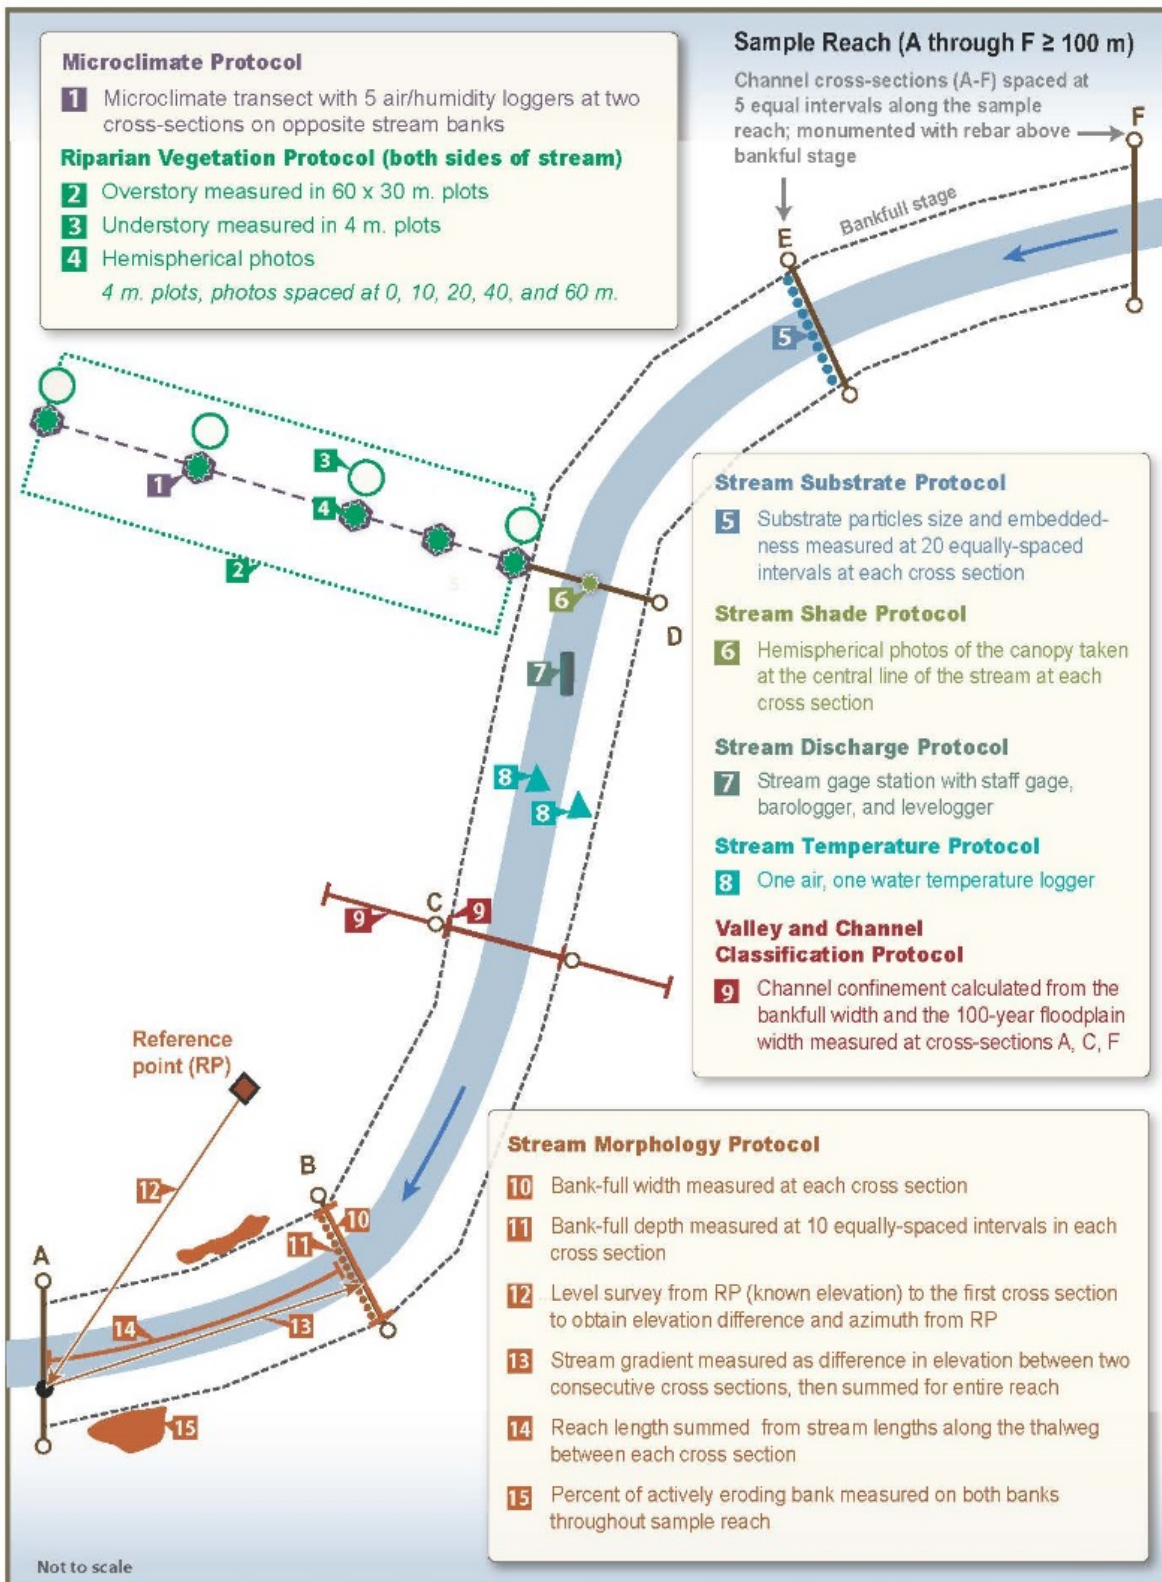 Microclimate Protocol
1 Microclimate transect with 5 air/humidity loggers at two
cross-sections on opposite stream banks
Riparian Vegetation Protocol (both sides of stream)
2 Overstory measured in 60 x 30 m. plots
3 Understory measured in 4 m. plots
4 Hemispherical photos
4 m. plots, photos spaced at 0, 10, 20, 40, and 60 m.
Sample Reach (A through F ≥ 100 m)
Channel cross-sections (A-F) spaced at
5 equal intervals along the sample
reach; monumented with rebar above
bankful stage
F
E
Bankfull stage
5
3
1
4
2
6
D
7
8
8
C
9
9
Stream Substrate Protocol
5 Substrate particles size and embedded-
ness measured at 20 equally-spaced
intervals at each cross section
Stream Shade Protocol
6 Hemispherical photos of the canopy taken
at the central line of the stream at each
cross section
Stream Discharge Protocol
7 Stream gage station with staff gage,
barologger, and levelogger
Stream Temperature Protocol
8 One air, one water temperature logger
Valley and Channel
Classification Protocol
9 Channel confinement calculated from the
bankfull width and the 100-year floodplain
width measured at cross-sections A, C, F
Reference
point (RP)
12
B
10
11
A
14
13
15
Stream Morphology Protocol
10 Bank-full width measured at each cross section
11 Bank-full depth measured at 10 equally-spaced intervals in each
cross section
12 Level survey from RP (known elevation) to the first cross section
to obtain elevation difference and azimuth from RP
13 Stream gradient measured as difference in elevation between two
consecutive cross sections, then summed for entire reach
14 Reach length summed from stream lengths along the thalweg
between each cross section
15 Percent of actively eroding bank measured on both banks
throughout sample reach
Not to scale